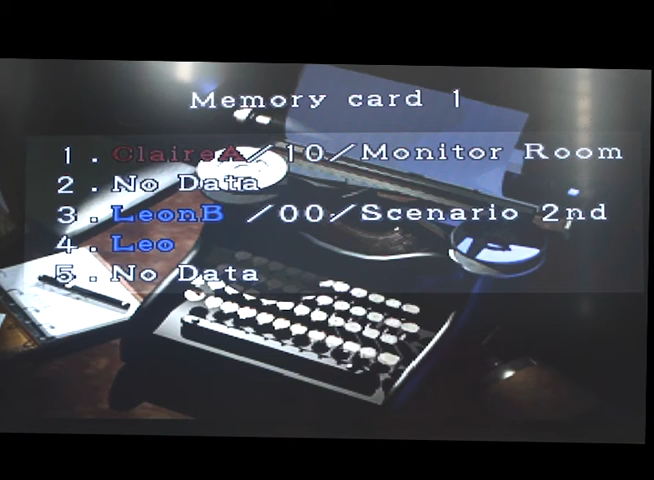 Memory card 1
1. ClaireA/10/Monitor Room
2. No Data
3. LeonB /00/Scenario 2nd
4. Leo
5. No Data